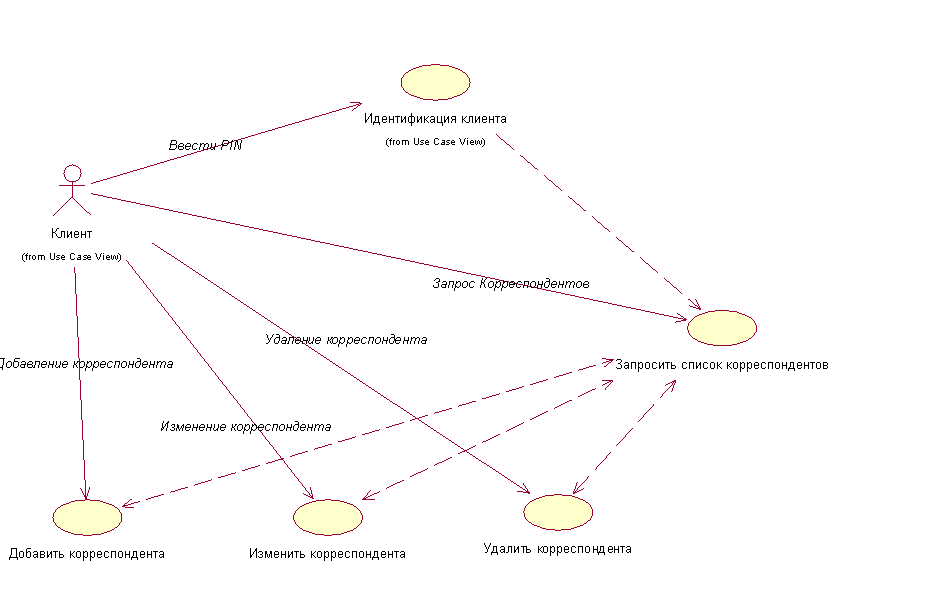 Идентификация клиента
(from Use Case View)
Ввести PIN
Клиент
(from Use Case View)
Запрос Корреспондентов
Удаление корреспондента
Добавление корреспондента
Запросить список корреспондентов
Изменение корреспондента
Добавить корреспондента
Изменить корреспондента
Удалить корреспондента